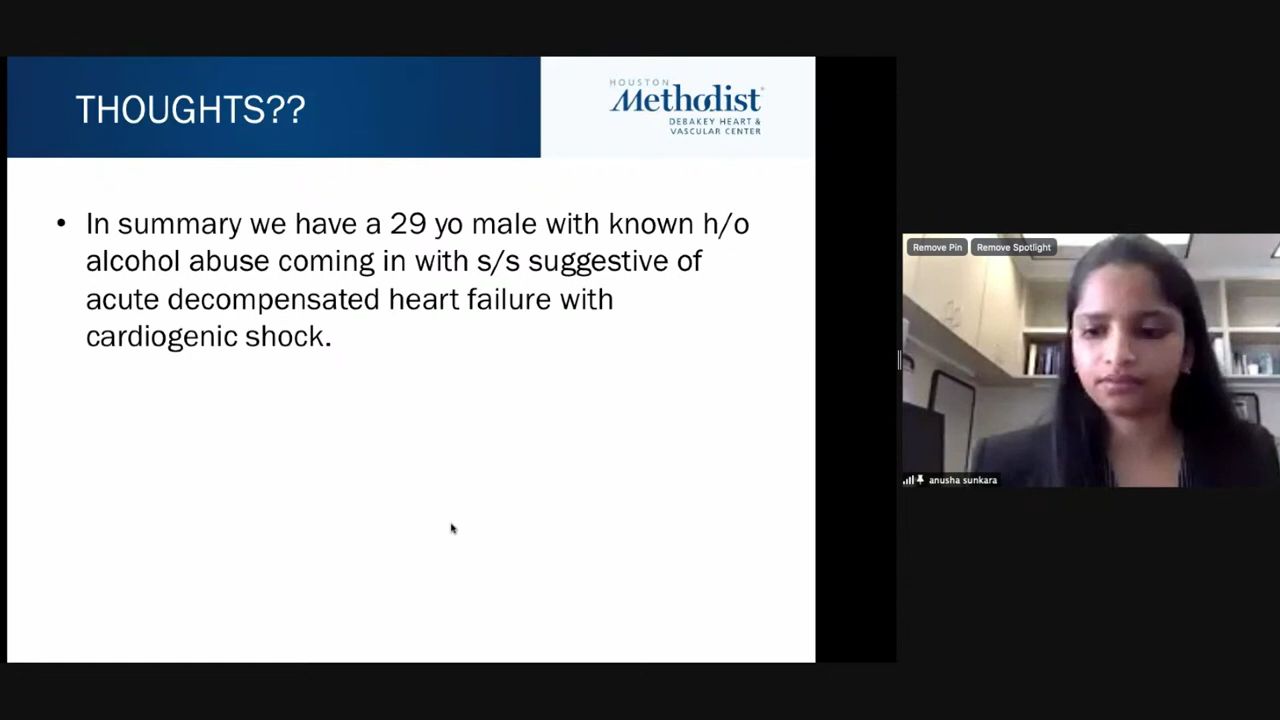 THOUGHTS??
HOUSTON
Methodist®
DEBAKEY HEART &
VASCULAR CENTER
• In summary we have a 29 yo male with known h/o
alcohol abuse coming in with s/s suggestive of
acute decompensated heart failure with
cardiogenic shock.
Remove Pin
Remove Spotlight
anusha sunkara